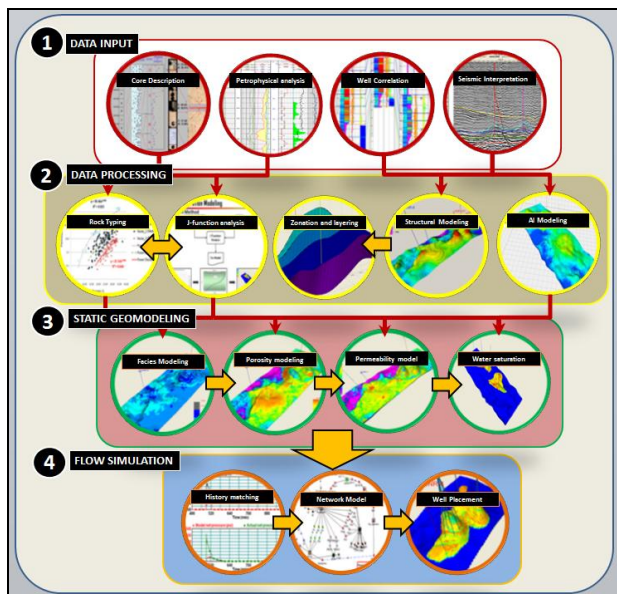 1 DATA INPUT
Core Description
Petrophysical analysis
Well Correlation
Seismic Interpretation
2 DATA PROCESSING
Rock Typing
J-function analysis
Zonation and layering
Structural Modeling
AI Modeling
3 STATIC GEOMODELING
Facies Modeling
Porosity modeling
Permeability model
Water saturation
4 FLOW SIMULATION
History matching
Network Model
Well Placement